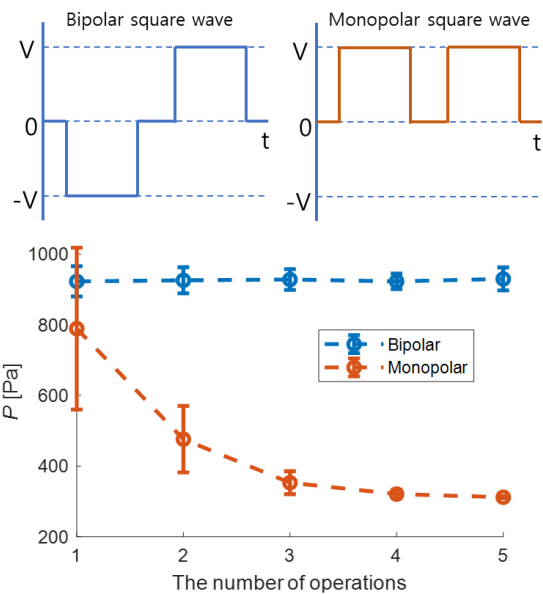 Bipolar square wave
Monopolar square wave
V
0
-V
t
V
0
-V
t
1000
800
600
400
200
P [Pa]
Bipolar
Monopolar
1 2 3 4 5
The number of operations